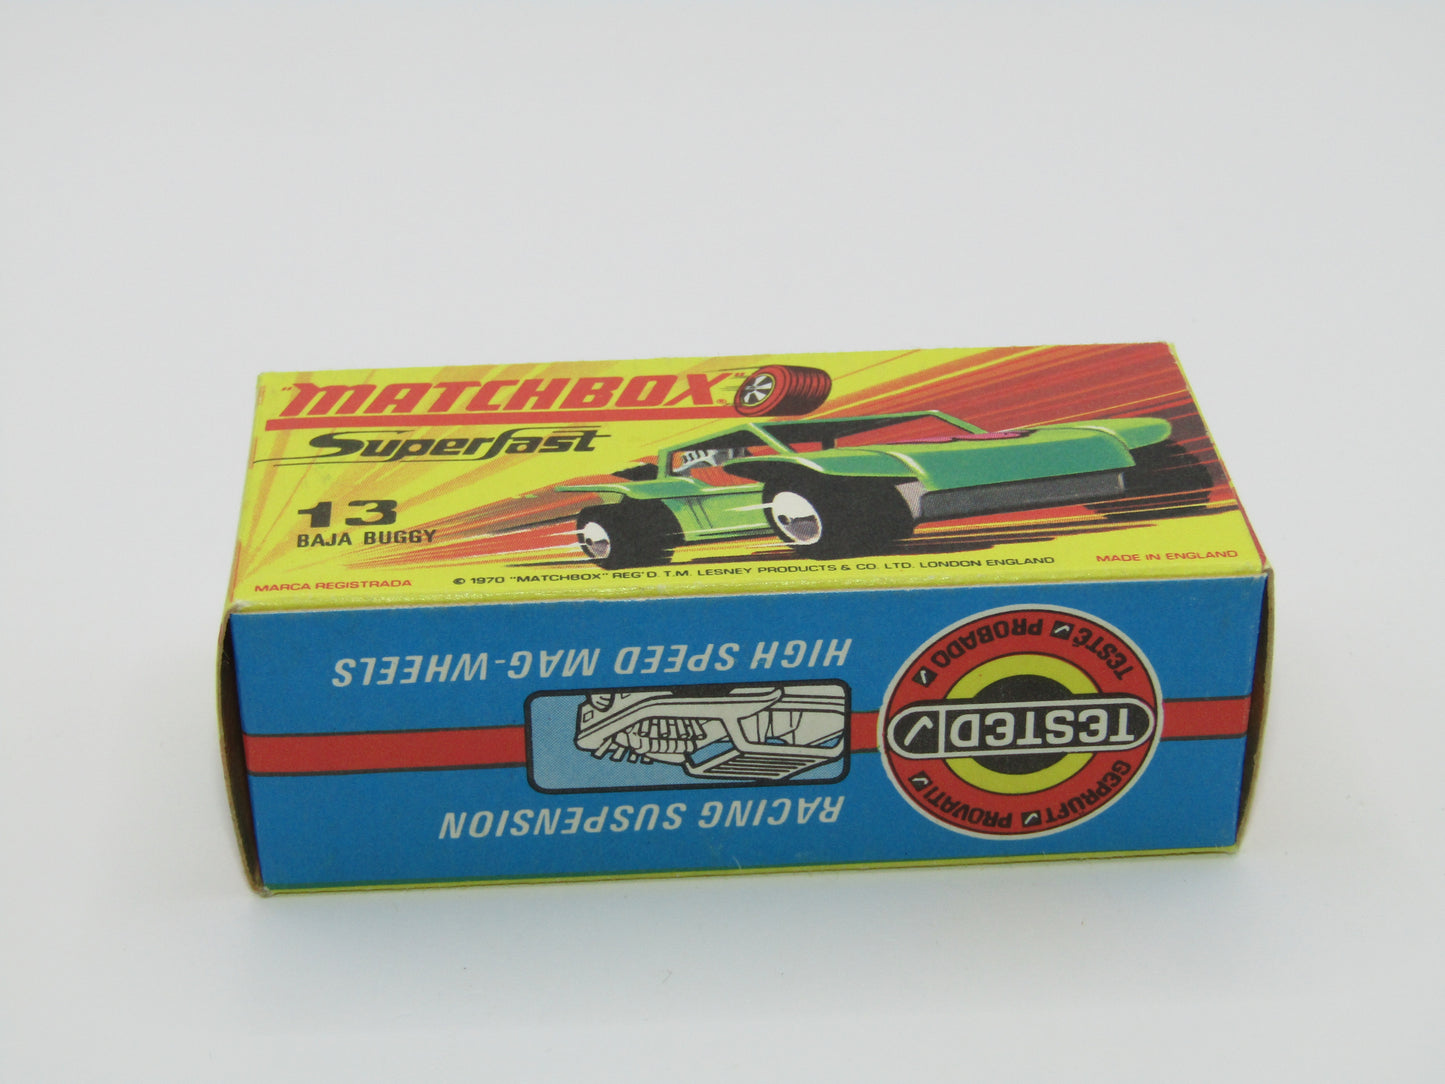 "MATCHBOX"
Superfast
13
BAJA BUGGY
MARCA REGISTRADA
© 1970 "MATCHBOX" REG'D. T.M. LESNEY PRODUCTS & CO. LTD. LONDON ENGLAND
MADE IN ENGLAND
RACING SUSPENSION
HIGH SPEED MAG-WHEELS
GEPRÜFT PROVATI
TESTED
TESTÉ PROBADO